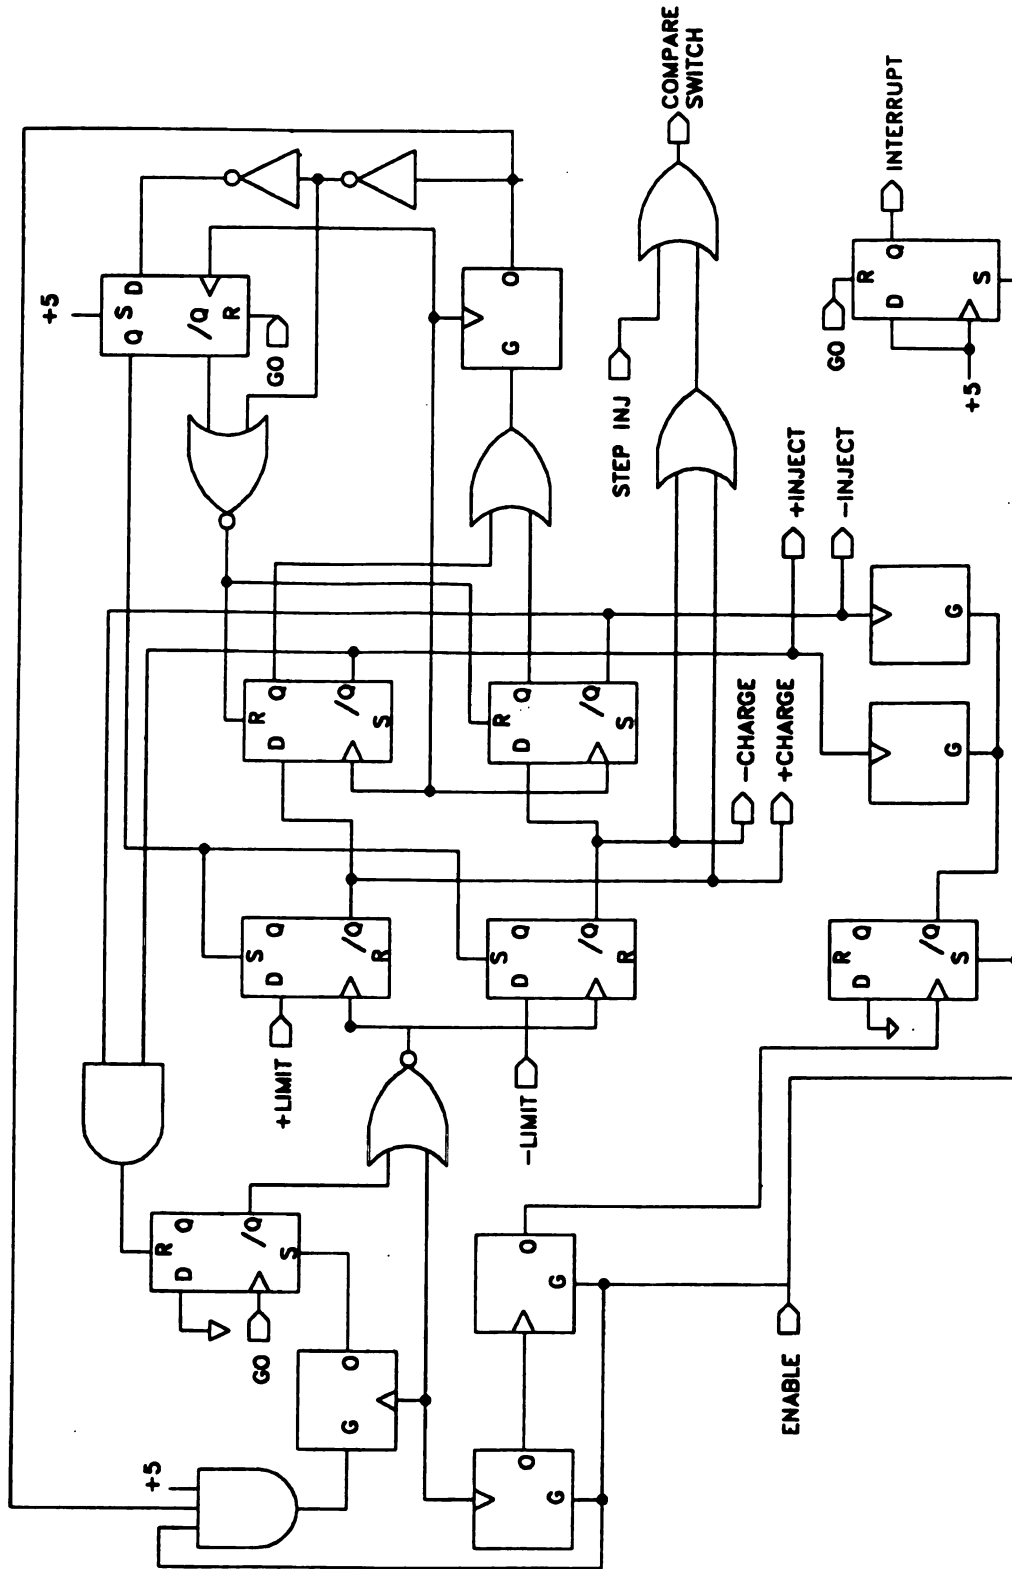 +5
G
O
GO
D
R
Q
/Q
S
+5
Q
S
D
/Q
R
GO
+LIMIT
D
S
Q
/Q
R
D
R
Q
/Q
S
-LIMIT
D
S
Q
/Q
R
D
R
Q
/Q
S
G
O
G
O
G
O
STEP INJ
COMPARE
SWITCH
-CHARGE
+CHARGE
+INJECT
-INJECT
ENABLE
D
R
Q
/Q
S
G
G
GO
R
D
Q
S
+5
INTERRUPT